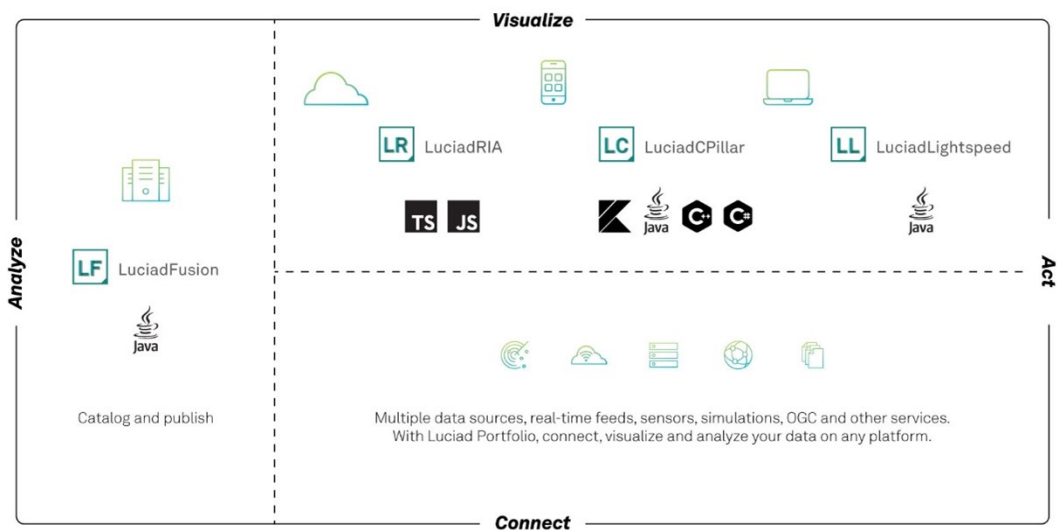 Visualize
LR LuciadRIA
LC LuciadCPillar
LL LuciadLightspeed
TS JS
Java C++ C#
Java
Analyze
LF LuciadFusion
Java
Catalog and publish
Act
Multiple data sources, real-time feeds, sensors, simulations, OGC and other services.
With Luciad Portfolio, connect, visualize and analyze your data on any platform.
Connect